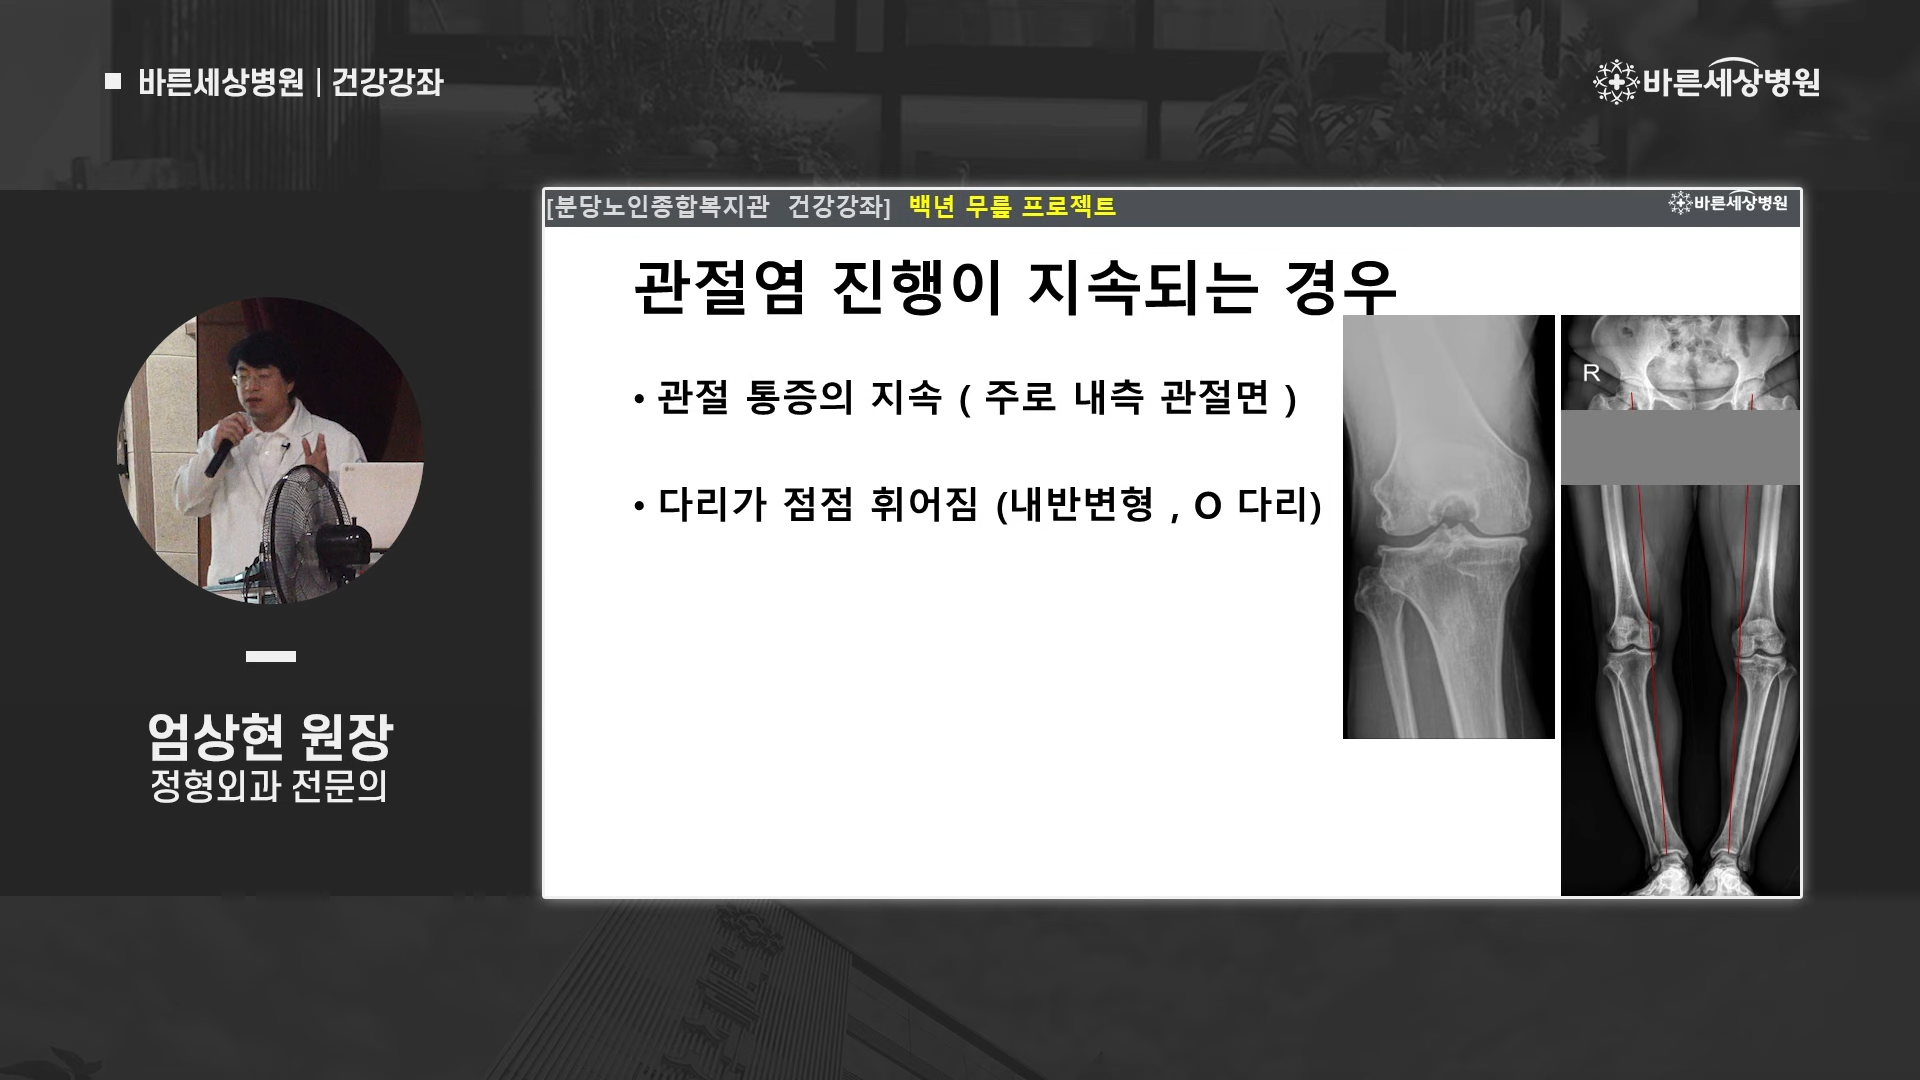 바른세상병원 | 건강강좌
바른세상병원
[분당노인종합복지관 건강강좌] 백년 무릎 프로젝트
바른세상병원
관절염 진행이 지속되는 경우
• 관절 통증의 지속 ( 주로 내측 관절면 )
• 다리가 점점 휘어짐 (내반변형 , O 다리)
R
엄상현 원장
정형외과 전문의